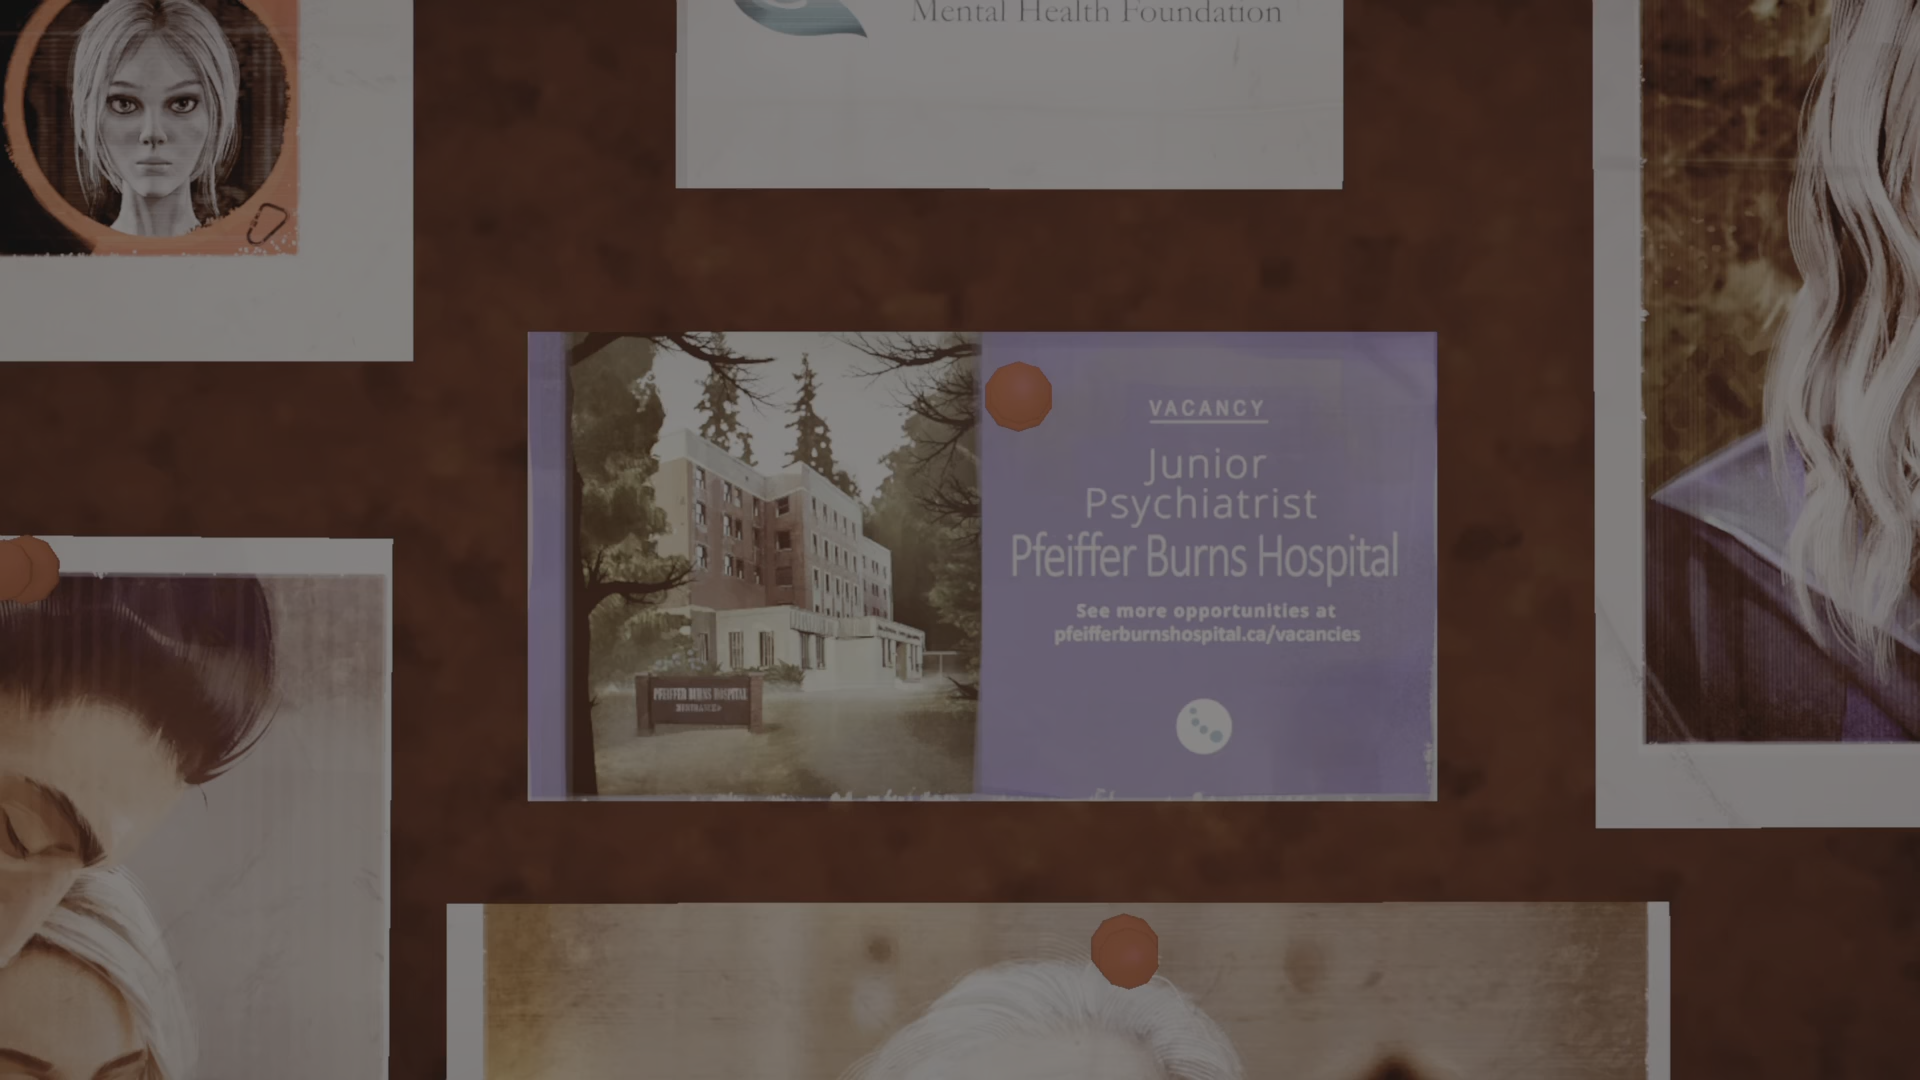 Mental Health Foundation
VACANCY
Junior
Psychiatrist
Pfeiffer Burns Hospital
See more opportunities at
pfeifferburnshospital.ca/vacancies
PFEIFFER BURNS HOSPITAL